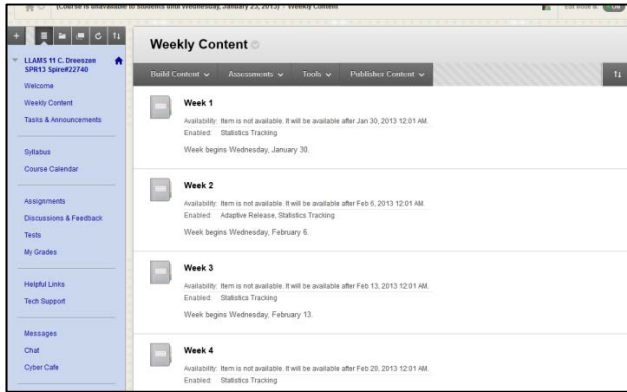 (Course is unavailable to students until Wednesday, January 23, 2013) > Weekly Content
Edit Mode is:
LLAMS 11 C. Dreeszen
SPR13 Spire#22740
Welcome
Weekly Content
Tasks & Announcements
Syllabus
Course Calendar
Assignments
Discussions & Feedback
Tests
My Grades
Helpful Links
Tech Support
Messages
Chat
Cyber Cafe
Weekly Content
Build Content Assessments Tools Publisher Content
Week 1
Availability: Item is not available. It will be available after Jan 30, 2013 12:01 AM.
Enabled: Statistics Tracking
Week begins Wednesday, January 30.
Week 2
Availability: Item is not available. It will be available after Feb 6, 2013 12:01 AM.
Enabled: Adaptive Release, Statistics Tracking
Week begins Wednesday, February 6.
Week 3
Availability: Item is not available. It will be available after Feb 13, 2013 12:01 AM.
Enabled: Statistics Tracking
Week begins Wednesday, February 13.
Week 4
Availability: Item is not available. It will be available after Feb 20, 2013 12:01 AM.
Enabled: Statistics Tracking